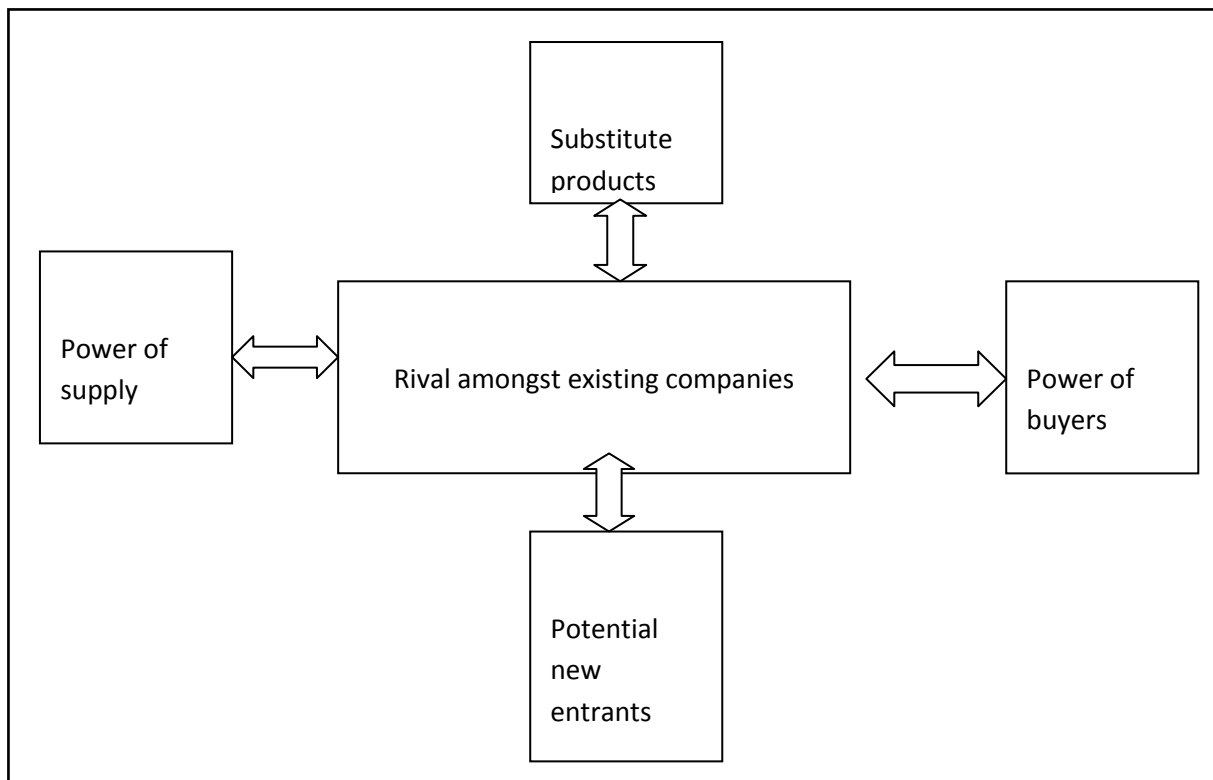 Substitute
products
Power of
supply
Rival amongst existing companies
Power of
buyers
Potential
new
entrants